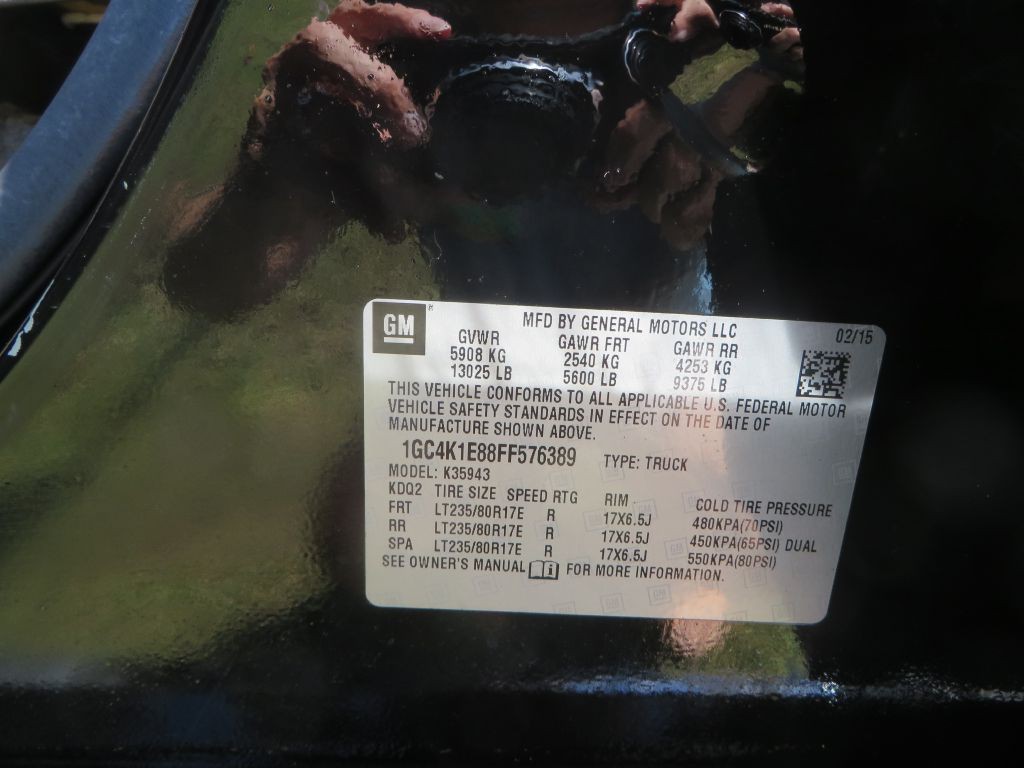 GM MFD BY GENERAL MOTORS LLC 02/15
GVWR GAWR FRT GAWR RR
5908 KG 2540 KG 4253 KG
13025 LB 5600 LB 9375 LB
THIS VEHICLE CONFORMS TO ALL APPLICABLE U.S. FEDERAL MOTOR
VEHICLE SAFETY STANDARDS IN EFFECT ON THE DATE OF
MANUFACTURE SHOWN ABOVE.
1GC4K1E88FF576389 TYPE: TRUCK
MODEL: K35943
KDQ2 TIRE SIZE SPEED RTG RIM COLD TIRE PRESSURE
FRT LT235/80R17E R 17X6.5J 480KPA(70PSI)
RR LT235/80R17E R 17X6.5J 450KPA(65PSI) DUAL
SPA LT235/80R17E R 17X6.5J 550KPA(80PSI)
SEE OWNER'S MANUAL FOR MORE INFORMATION.